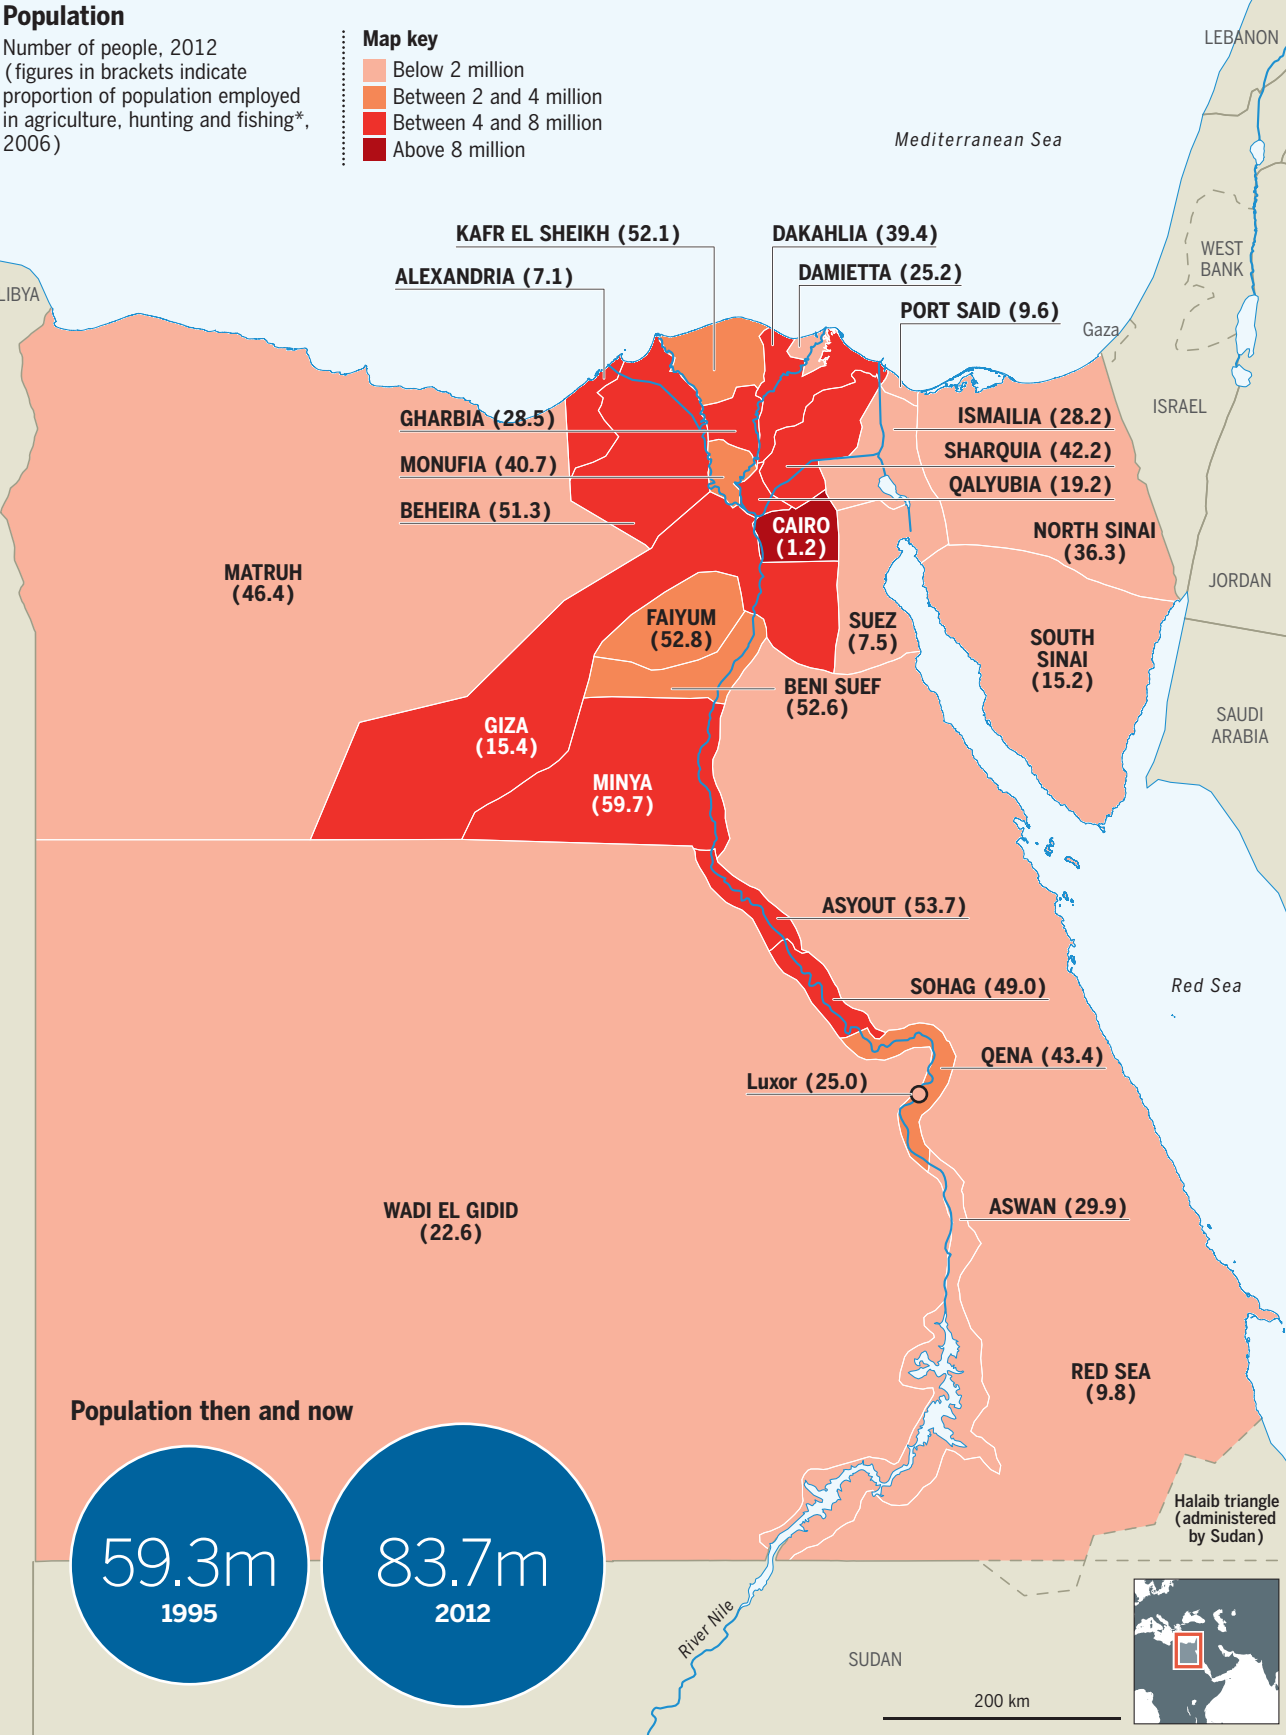 Population
Number of people, 2012
(figures in brackets indicate
proportion of population employed
in agriculture, hunting and fishing*,
2006)
Map key
Below 2 million
Between 2 and 4 million
Between 4 and 8 million
Above 8 million
LEBANON
Mediterranean Sea
KAFR EL SHEIKH (52.1)
DAKAHLIA (39.4)
WEST
BANK
ALEXANDRIA (7.1)
DAMIETTA (25.2)
LIBYA
PORT SAID (9.6)
Gaza
ISRAEL
GHARBIA (28.5)
ISMAILIA (28.2)
MONUFIA (40.7)
SHARQUIA (42.2)
QALYUBIA (19.2)
BEHEIRA (51.3)
CAIRO
(1.2)
NORTH SINAI
(36.3)
MATRUH
(46.4)
JORDAN
FAIYUM
(52.8)
SUEZ
(7.5)
SOUTH
SINAI
(15.2)
BENI SUEF
(52.6)
SAUDI
ARABIA
GIZA
(15.4)
MINYA
(59.7)
ASYOUT (53.7)
SOHAG (49.0)
Red Sea
QENA (43.4)
Luxor (25.0)
WADI EL GIDID
(22.6)
ASWAN (29.9)
RED SEA
(9.8)
Population then and now
59.3m
1995
83.7m
2012
Halaib triangle
(administered
by Sudan)
River Nile
SUDAN
200 km